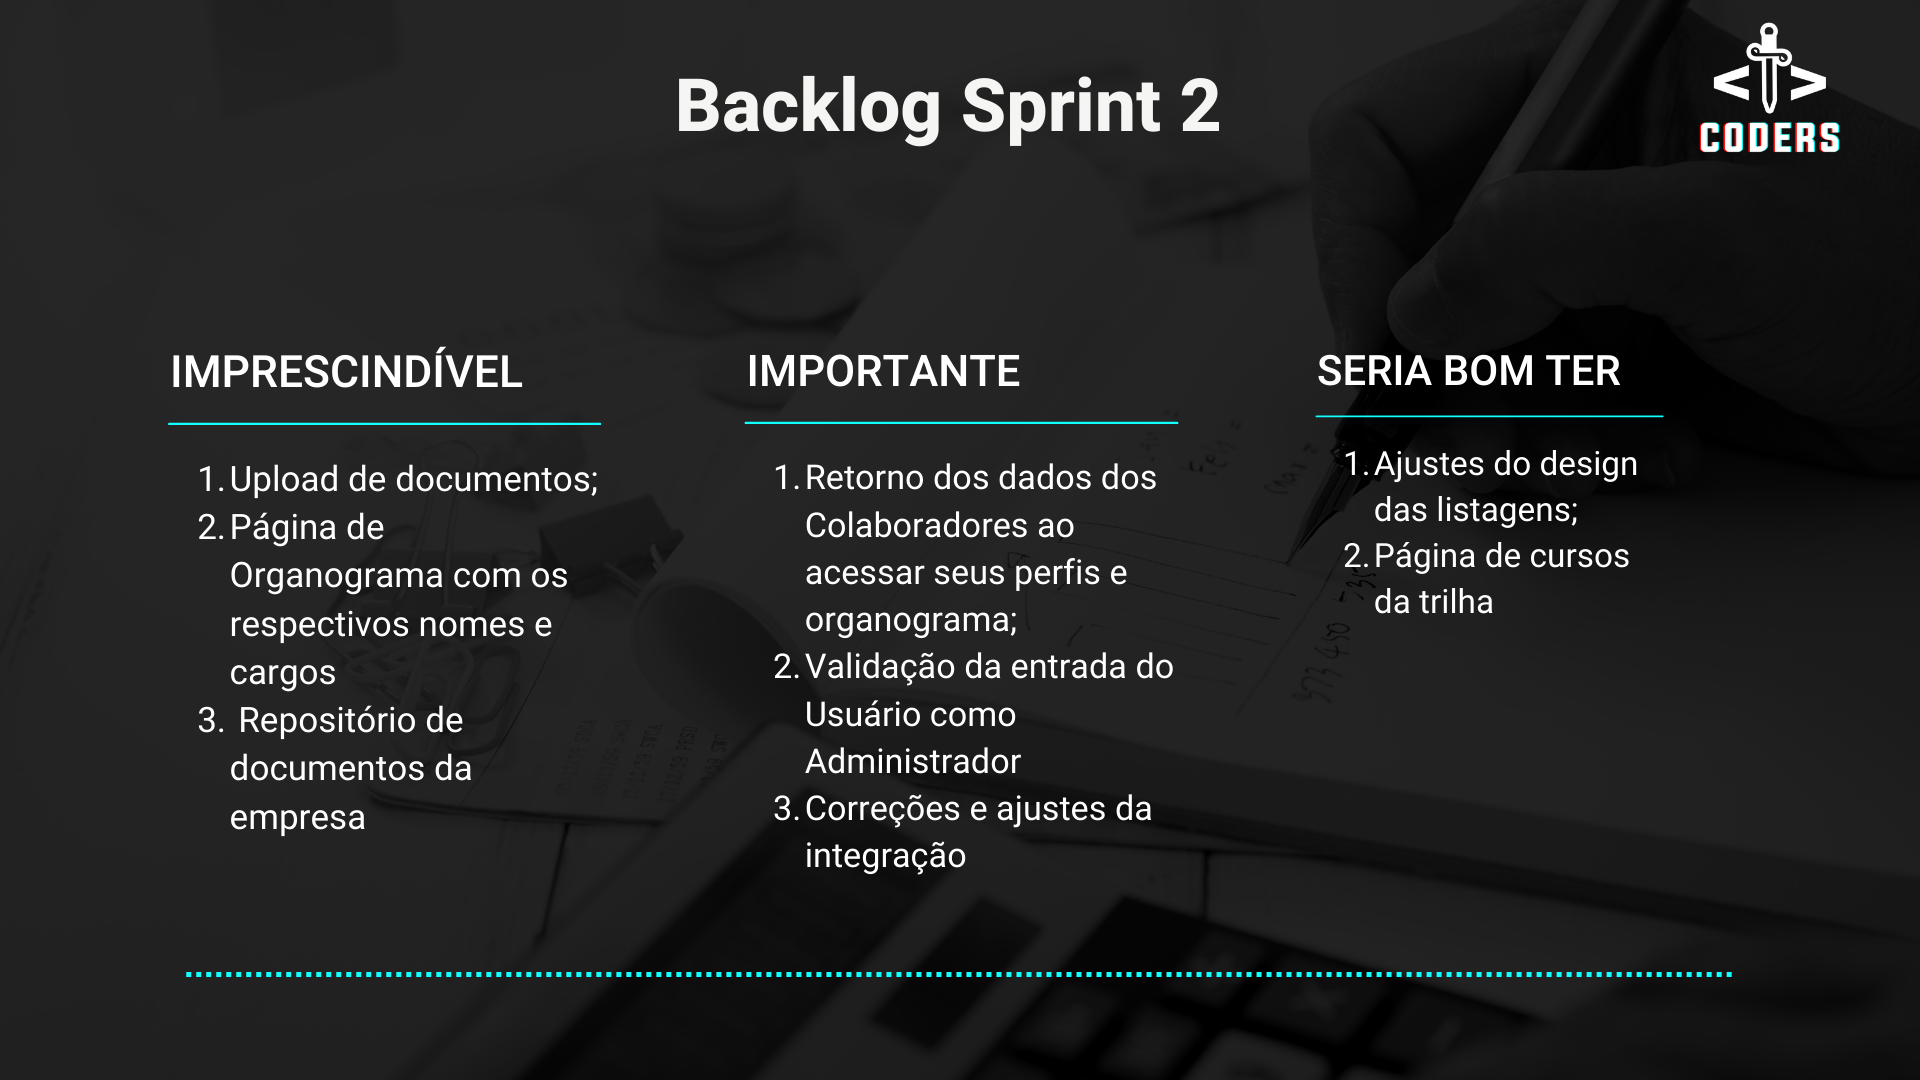 Backlog Sprint 2
CODERS
IMPRESCINDÍVEL
1. Upload de documentos;
2. Página de
Organograma com os
respectivos nomes e
cargos
3. Repositório de
documentos da
empresa
IMPORTANTE
1. Retorno dos dados dos
Colaboradores ao
acessar seus perfis e
organograma;
2. Validação da entrada do
Usuário como
Administrador
3. Correções e ajustes da
integração
SERIA BOM TER
1. Ajustes do design
das listagens;
2. Página de cursos
da trilha